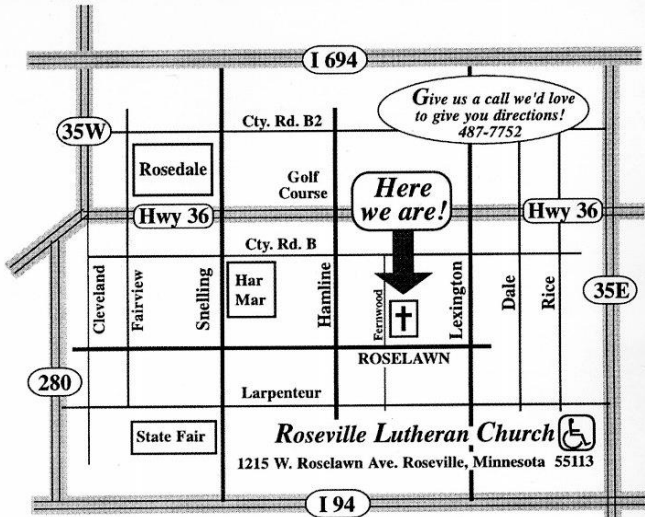 I 694
Give us a call we'd love
to give you directions!
487-7752
35W
Cty. Rd. B2
Rosedale
Golf
Course
Here
we are!
Hwy 36
Hwy 36
Cty. Rd. B
Cleveland
Fairview
Snelling
Har
Mar
Hamline
Fernwood
Lexington
Dale
Rice
35E
ROSELAWN
280
Larpenteur
State Fair
Roseville Lutheran Church
1215 W. Roselawn Ave. Roseville, Minnesota 55113
I 94